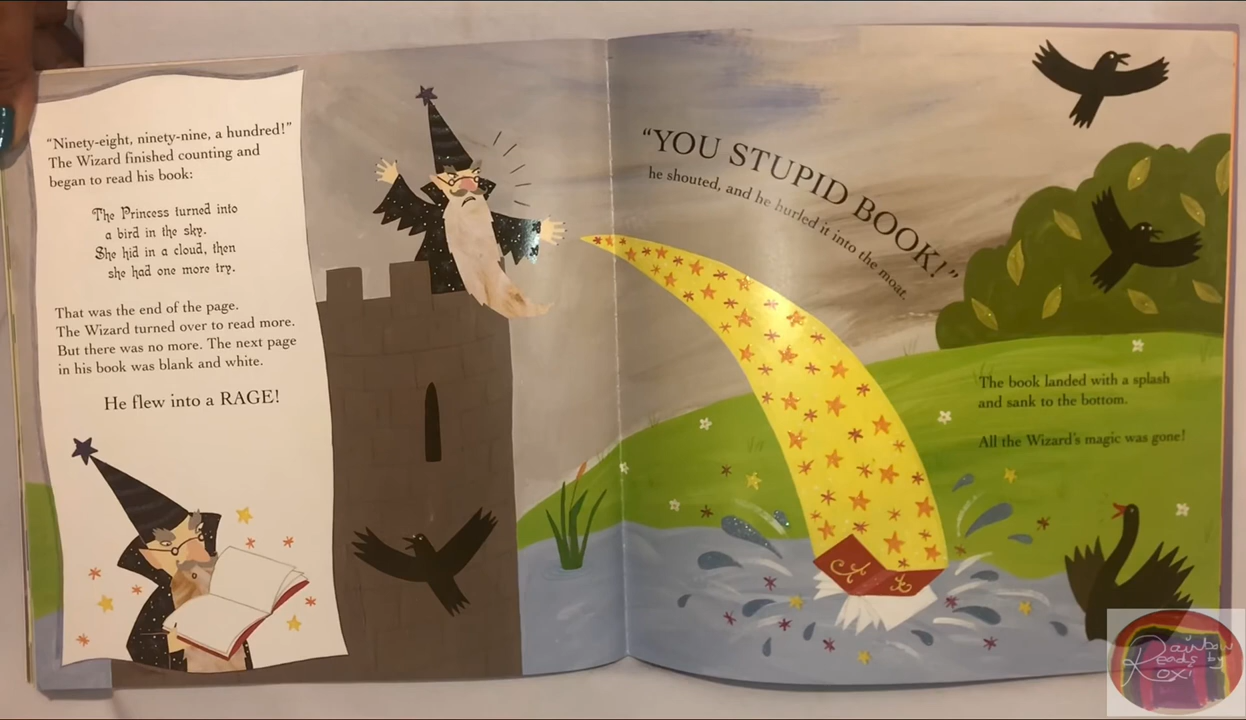 “Ninety-eight, ninety-nine, a hundred!”
The Wizard finished counting and
began to read his book:
The Princess turned into
a bird in the sky.
She hid in a cloud, then
she had one more try.
That was the end of the page.
The Wizard turned over to read more.
But there was no more. The next page
in his book was blank and white.
He flew into a RAGE!
“YOU STUPID BOOK!”
he shouted, and he hurled it into the moat.
The book landed with a splash
and sank to the bottom.
All the Wizard’s magic was gone!
Rainbow
Reads by
Roxi